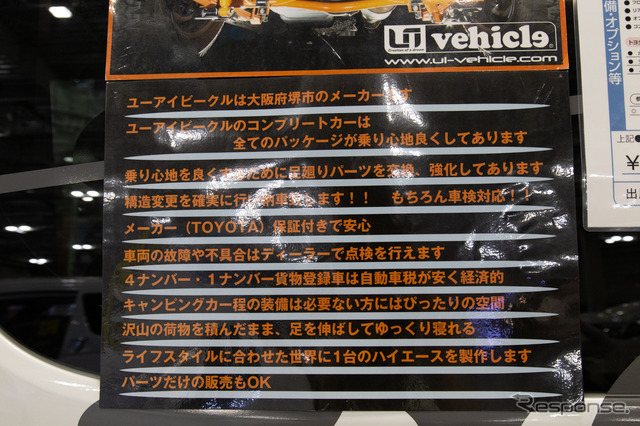 Ui vehicle
www.ui-vehicle.com
ユーアイビークルは大阪府堺市のメーカーです
ユーアイビークルのコンプリートカーは
全てのパッケージが乗り心地良くしてあります
乗り心地を良くするために足廻りパーツを交換、強化してあります
構造変更を確実に行い納車致します！！ もちろん車検対応！！
メーカー（TOYOTA）保証付きで安心
車両の故障や不具合はディーラーで点検を行えます
4ナンバー・1ナンバー貨物登録車は自動車税が安く経済的
キャンピングカー程の装備は必要ない方にはぴったりの空間
沢山の荷物を積んだまま、足を伸ばしてゆっくり寝れる
ライフスタイルに合わせた世界に1台のハイエースを製作します
パーツだけの販売もOK
備・オプション等
上記
¥
出
Response.